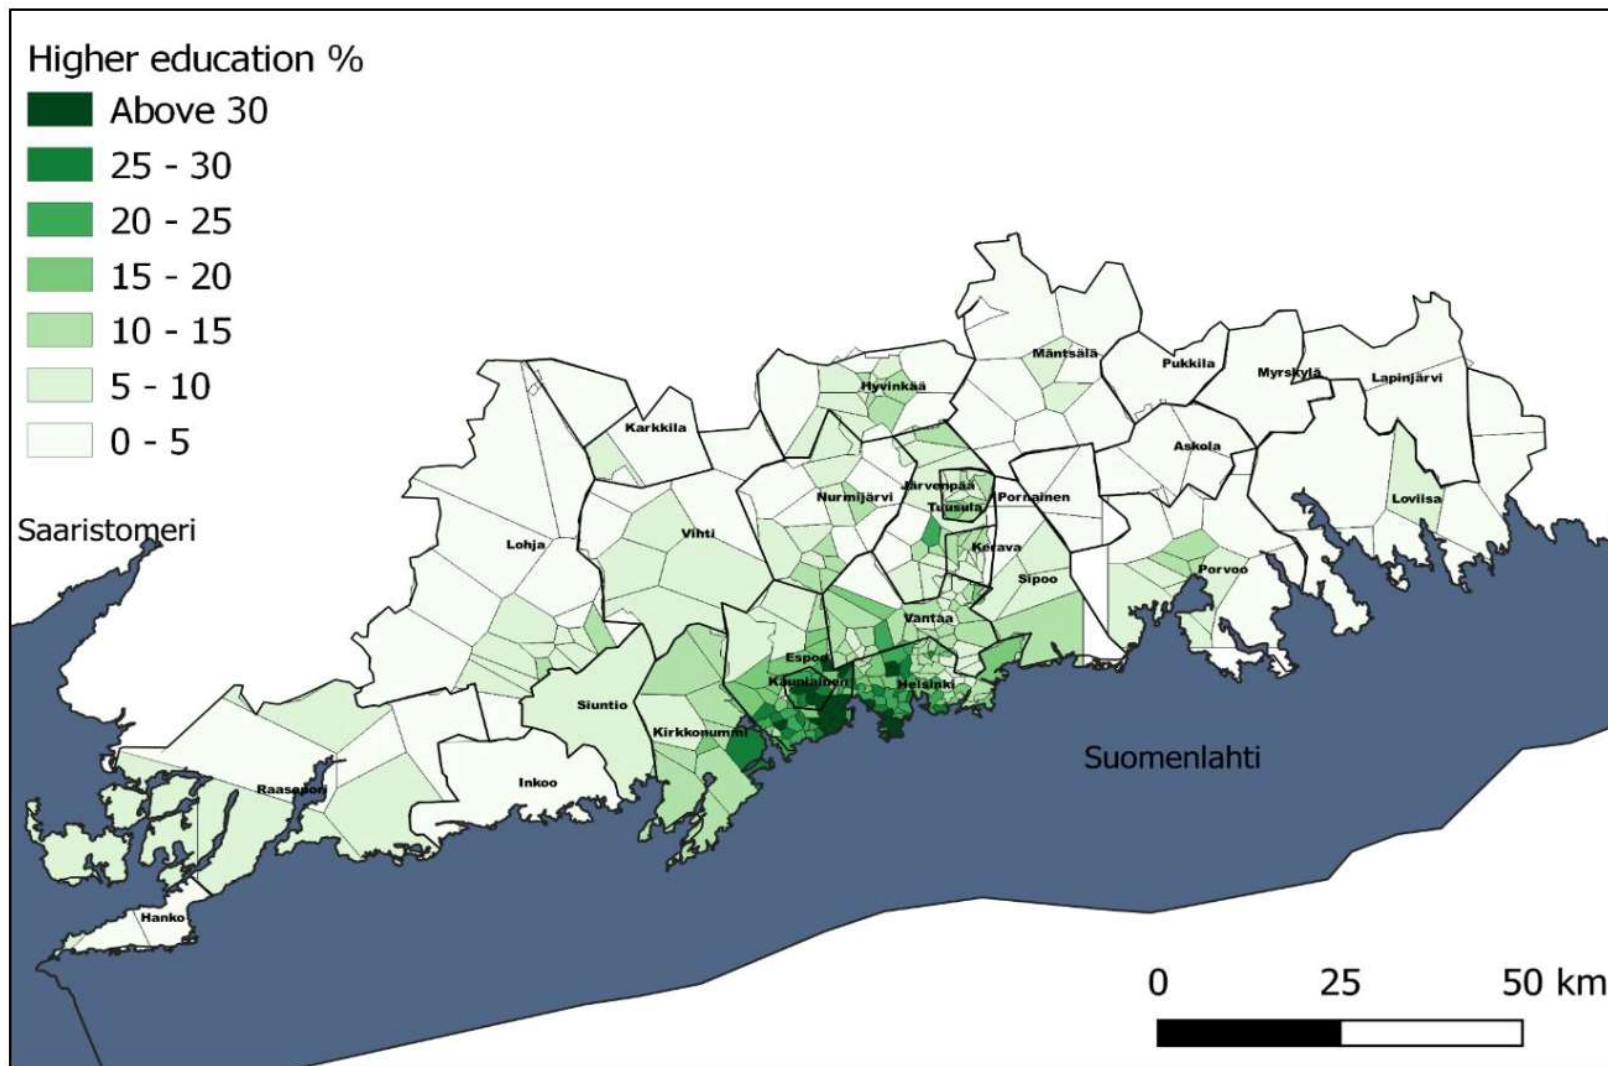 Higher education %
Above 30
25 - 30
20 - 25
15 - 20
10 - 15
5 - 10
0 - 5
Mäntsälä
Pukkila
Myrskylä
Lapinjärvi
Hyvinkää
Karkkila
Askola
Järvenpää
Nurmijärvi
Pornainen
Loviisa
Tuusula
Saaristomeri
Vihti
Lohja
Kerava
Porvoo
Sipoo
Vantaa
Espoo
Kauniainen
Helsinki
Siuntio
Kirkkonummi
Suomenlahti
Inkoo
Raasepori
Hanko
0 25 50 km